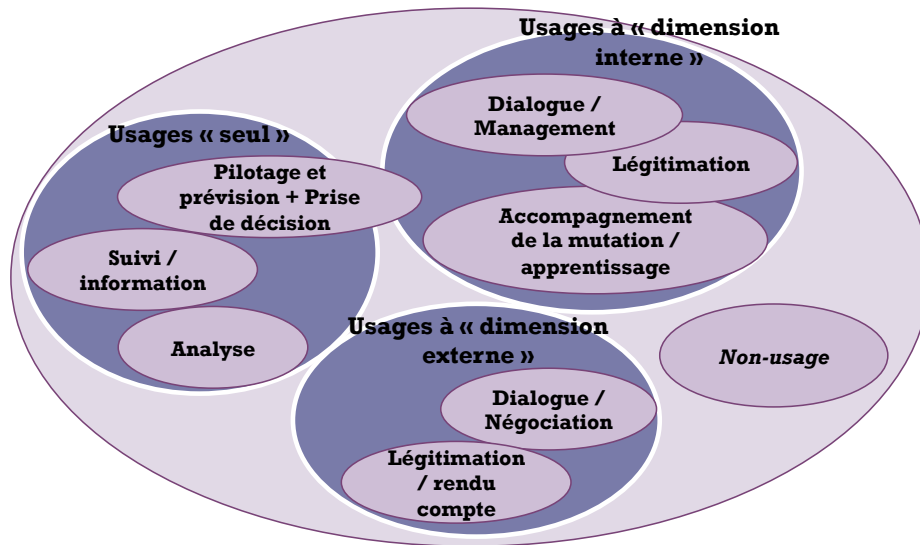 Usages à « dimension
interne »
Dialogue /
Management
Légitimation
Accompagnement
de la mutation /
apprentissage
Usages « seul »
Pilotage et
prévision + Prise
de décision
Suivi /
information
Analyse
Usages à « dimension
externe »
Dialogue /
Négociation
Légitimation
/ rendu
compte
Non-usage